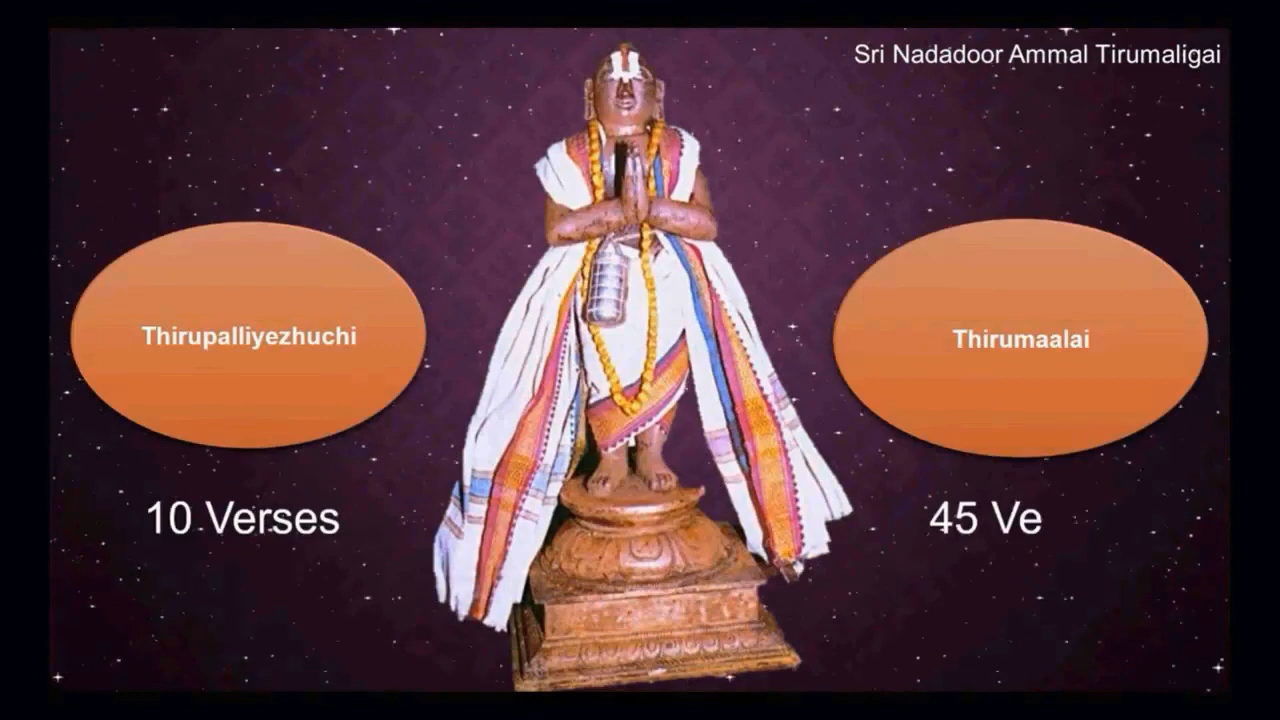 Sri Nadadoor Ammal Tirumaligai
Thirupalliyezhuchi
Thirumaalai
10 Verses
45 Ve